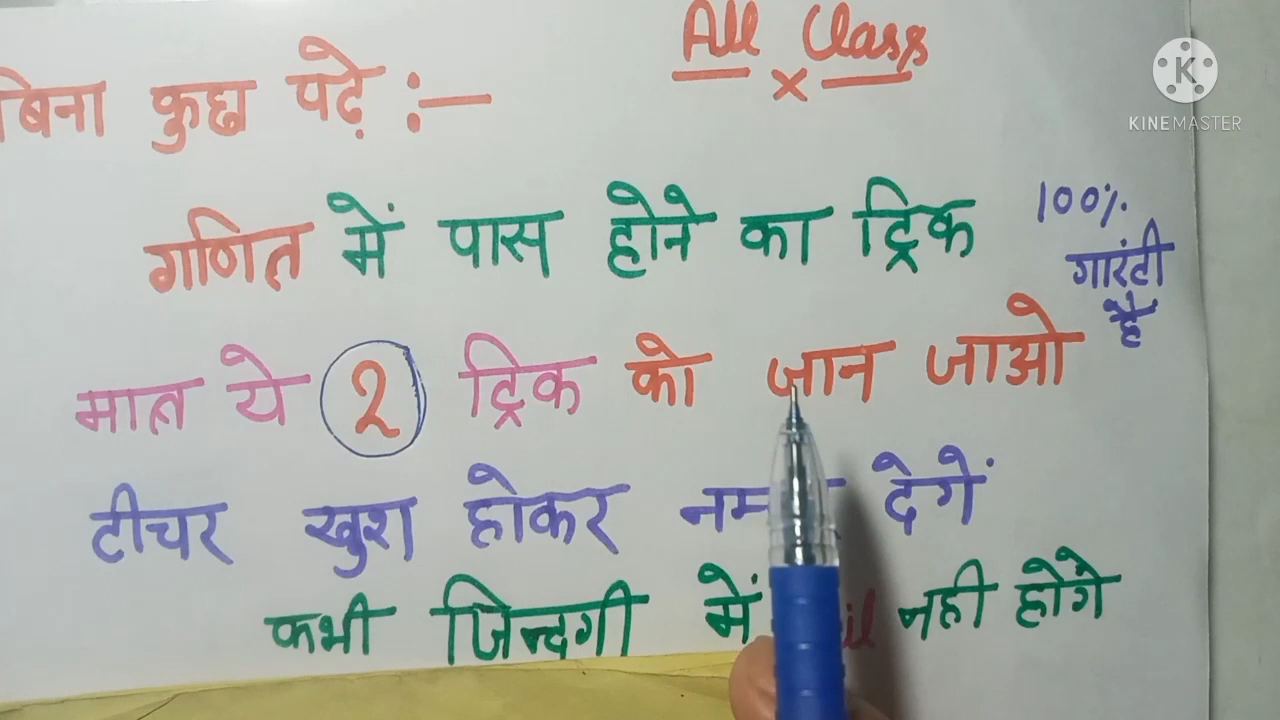 All Class
बिना कुछ पढ़े :—
गणित में पास होने का ट्रिक
100% गारंटी है
मात्र ये 2 ट्रिक को जान जाओ
टीचर खुश होकर देगें
कभी जिन्दगी में नही होंगे
KINEMASTER